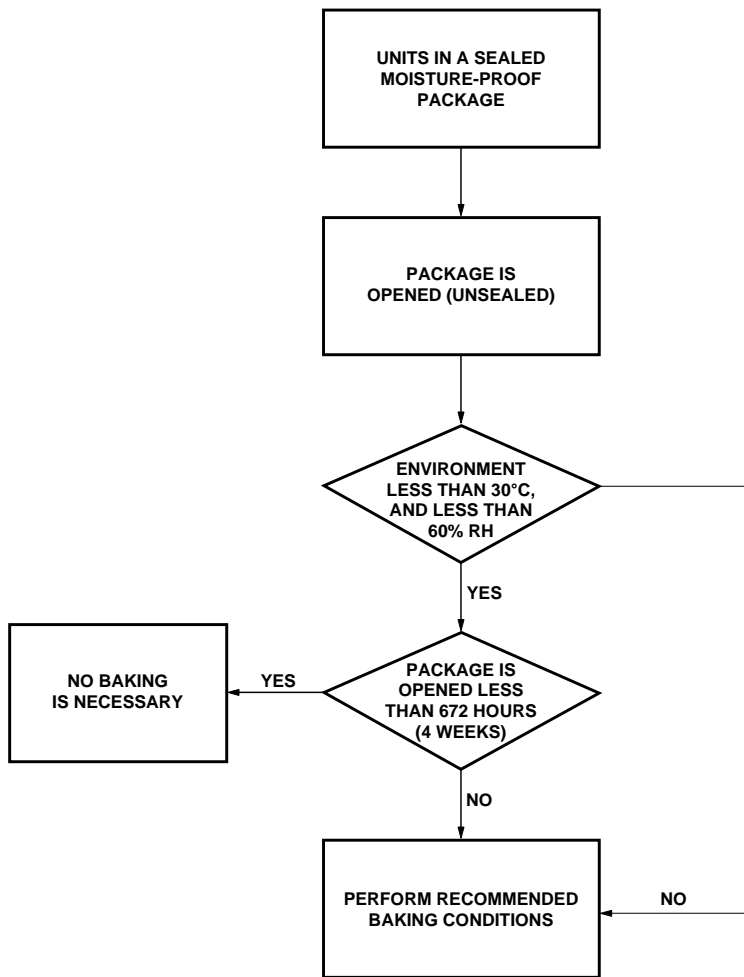 UNITS IN A SEALED
MOISTURE-PROOF
PACKAGE
PACKAGE IS
OPENED (UNSEALED)
ENVIRONMENT
LESS THAN 30°C,
AND LESS THAN
60% RH
YES
NO BAKING
IS NECESSARY
YES
PACKAGE IS
OPENED LESS
THAN 672 HOURS
(4 WEEKS)
NO
PERFORM RECOMMENDED
BAKING CONDITIONS
NO